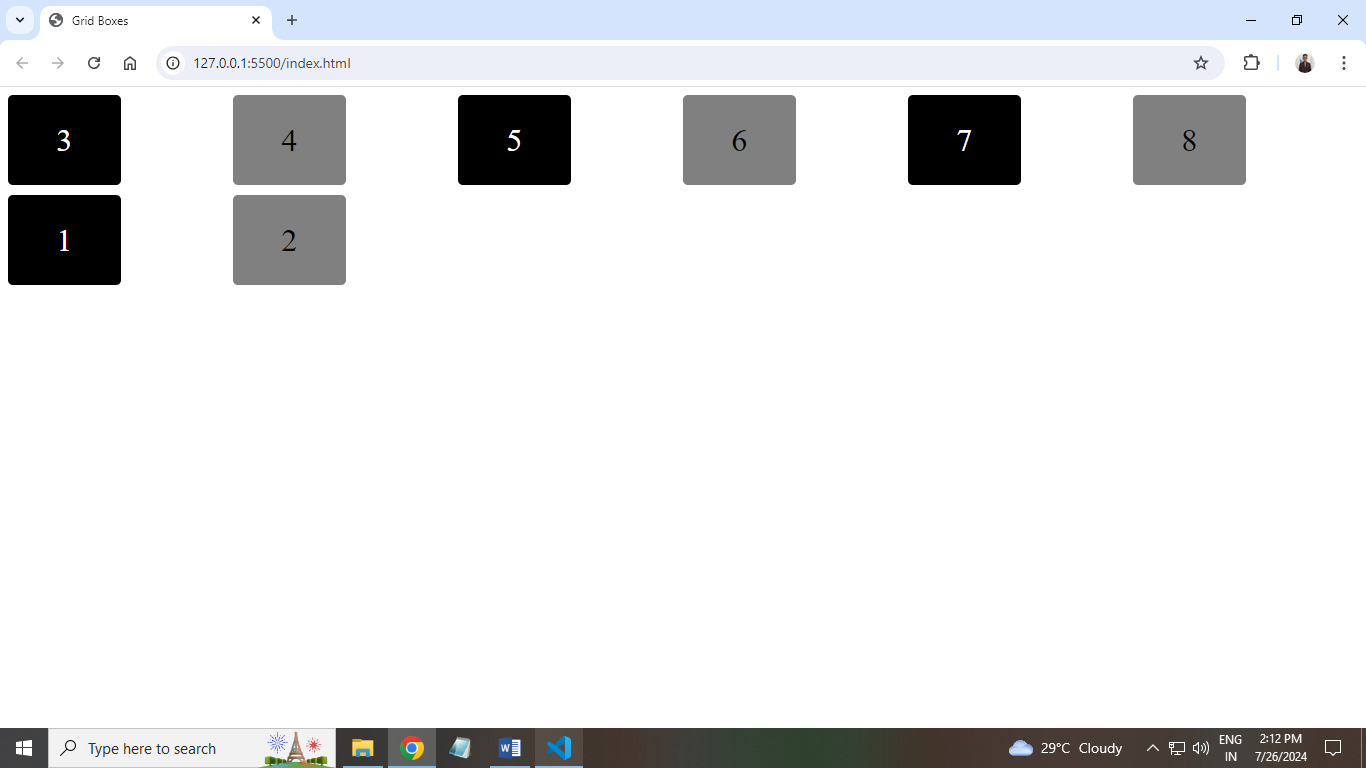 Grid Boxes
127.0.0.1:5500/index.html
3 4 5 6 7 8
1 2
Type here to search
29°C Cloudy
ENG
IN
2:12 PM
7/26/2024